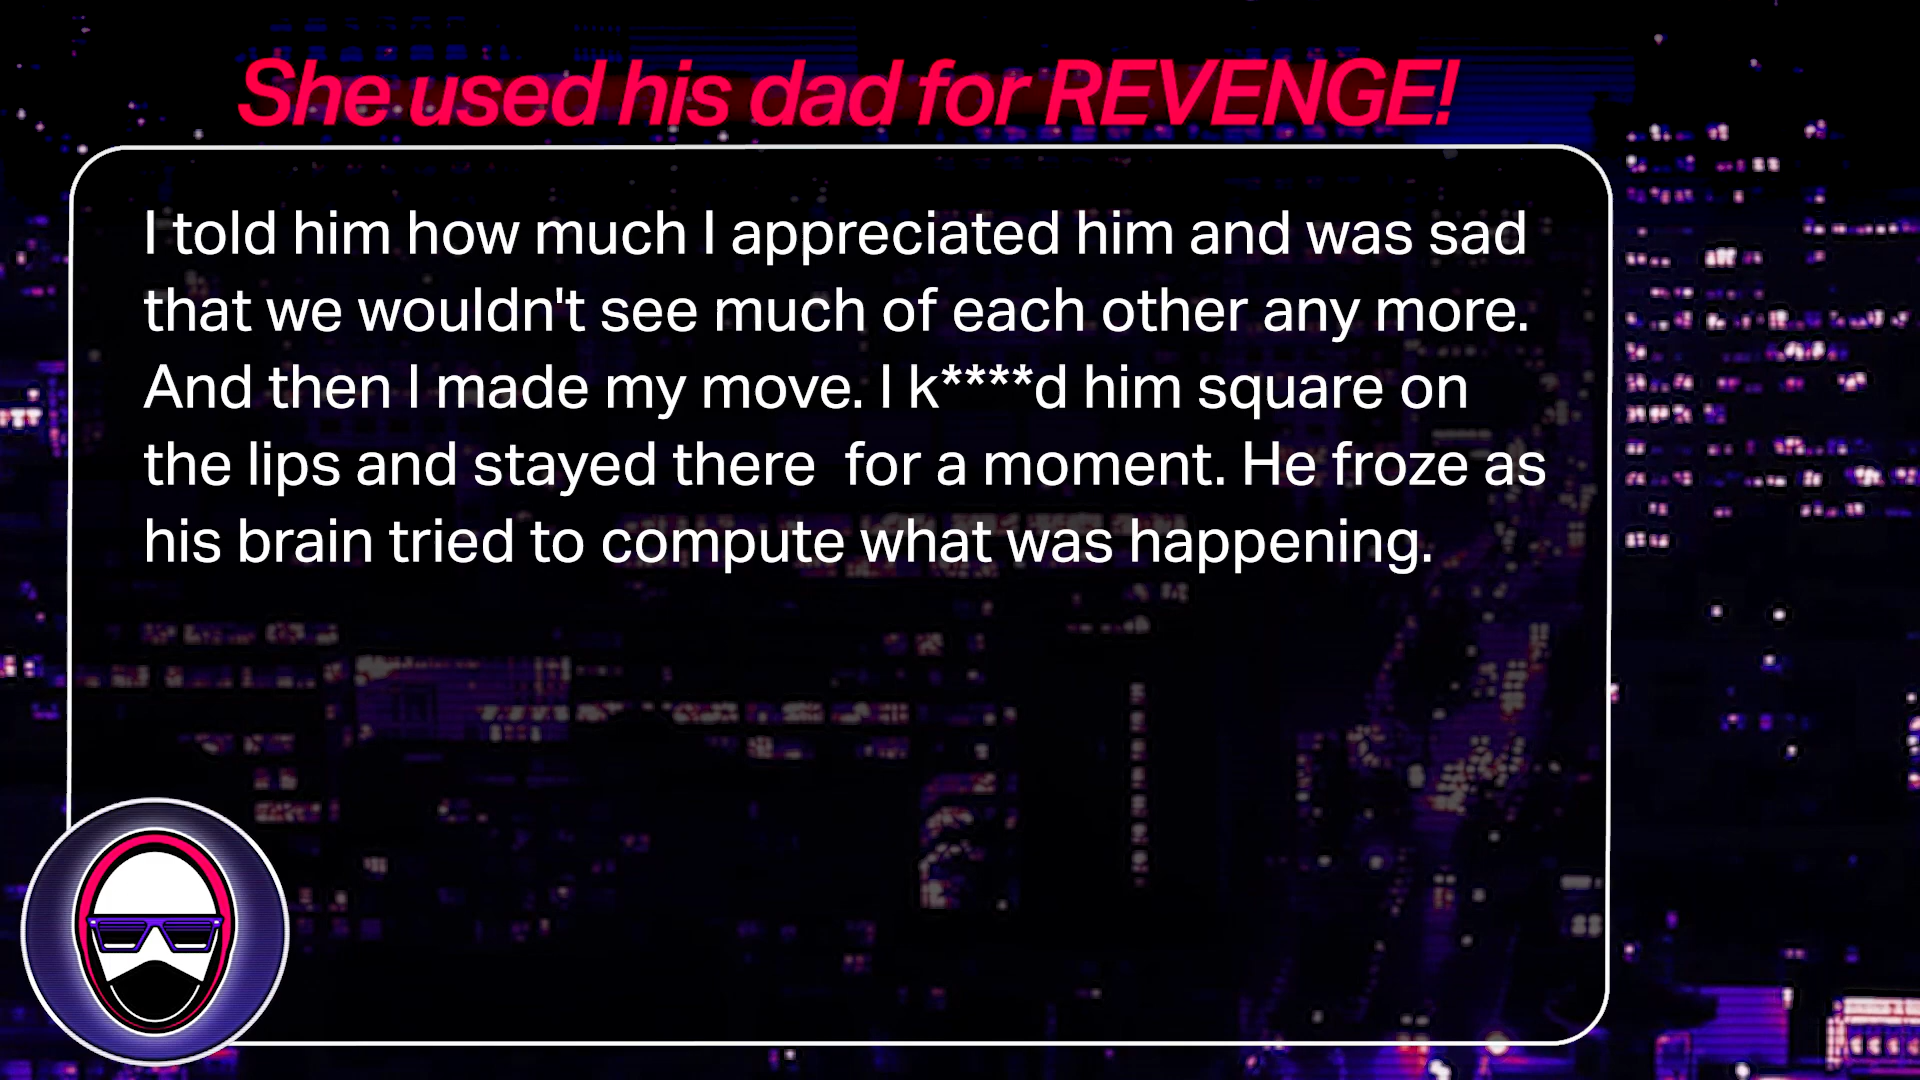 She used his dad for REVENGE!
I told him how much I appreciated him and was sad
that we wouldn't see much of each other any more.
And then I made my move. I k****d him square on
the lips and stayed there  for a moment. He froze as
his brain tried to compute what was happening.